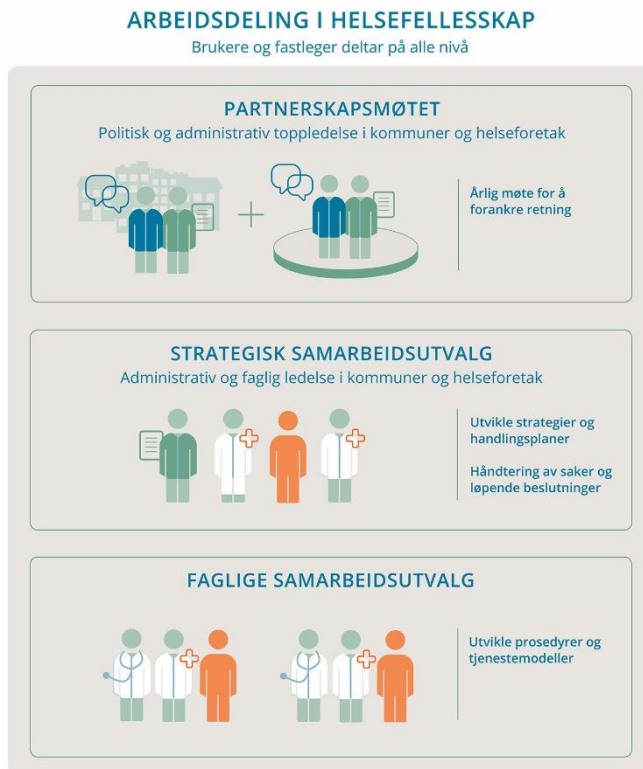 ARBEIDSDELING I HELSEFELLESSKAP
Brukere og fastleger deltar på alle nivå
PARTNERSKAPSMØTET
Politisk og administrativ toppledelse i kommuner og helseforetak
Årlig møte for å
forankre retning
STRATEGISK SAMARBEIDSUTVALG
Administrativ og faglig ledelse i kommuner og helseforetak
Utvikle strategier og
handlingsplaner
Håndtering av saker og
løpende beslutninger
FAGLIGE SAMARBEIDSUTVALG
Utvikle prosedyrer og
tjenestemodeller